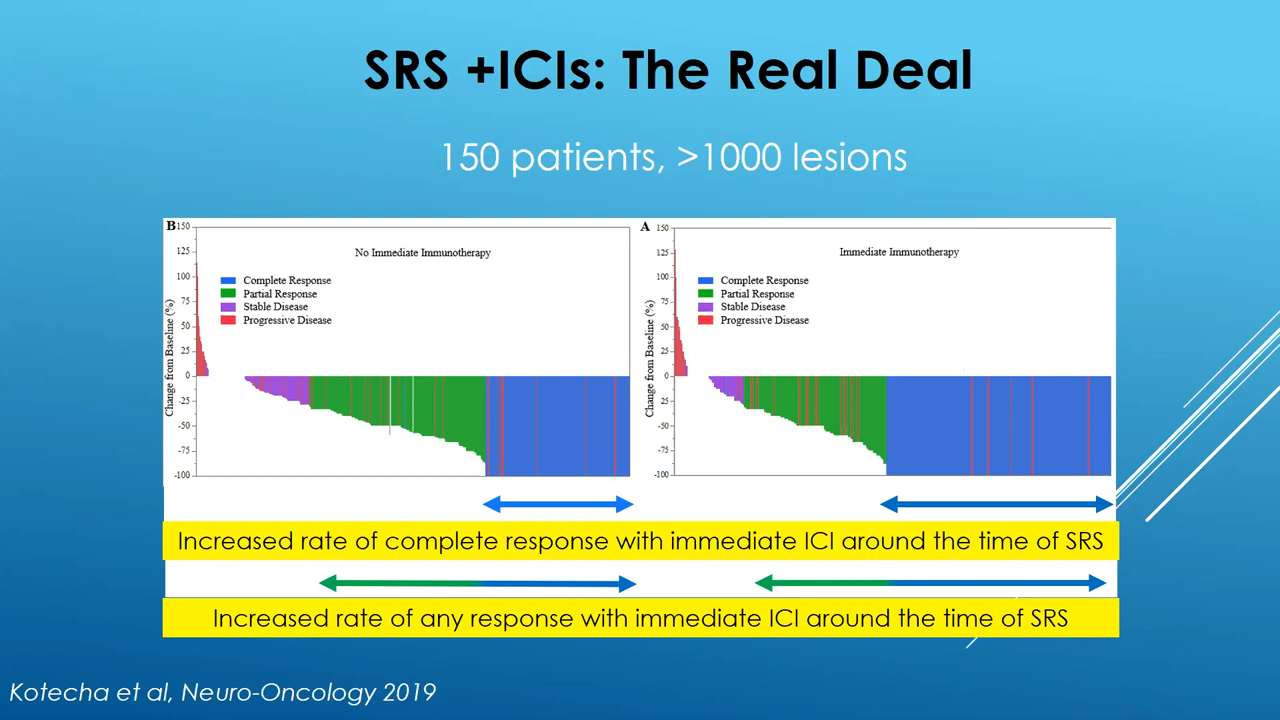 SRS +ICIs: The Real Deal
150 patients, >1000 lesions
B
No Immediate Immunotherapy
Complete Response
Partial Response
Stable Disease
Progressive Disease
Change from Baseline (%)
150
125
100
75
50
25
0
-25
-50
-75
-100
A
Immediate Immunotherapy
Complete Response
Partial Response
Stable Disease
Progressive Disease
Change from Baseline (%)
150
125
100
75
50
25
0
-25
-50
-75
-100
Increased rate of complete response with immediate ICI around the time of SRS
Increased rate of any response with immediate ICI around the time of SRS
Kotecha et al, Neuro-Oncology 2019